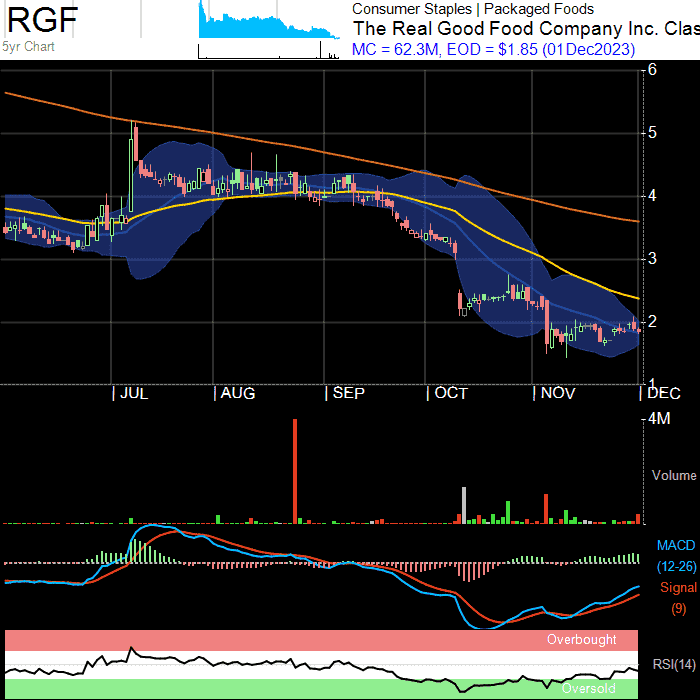 RGF
5yr Chart
Consumer Staples | Packaged Foods
The Real Good Food Company Inc. Clas
MC = 62.3M, EOD = $1.85 (01Dec2023)
6
5
4
3
2
1
JUL AUG SEP OCT NOV DEC
4M
Volume
MACD
(12-26)
Signal
(9)
Overbought
RSI(14)
Oversold